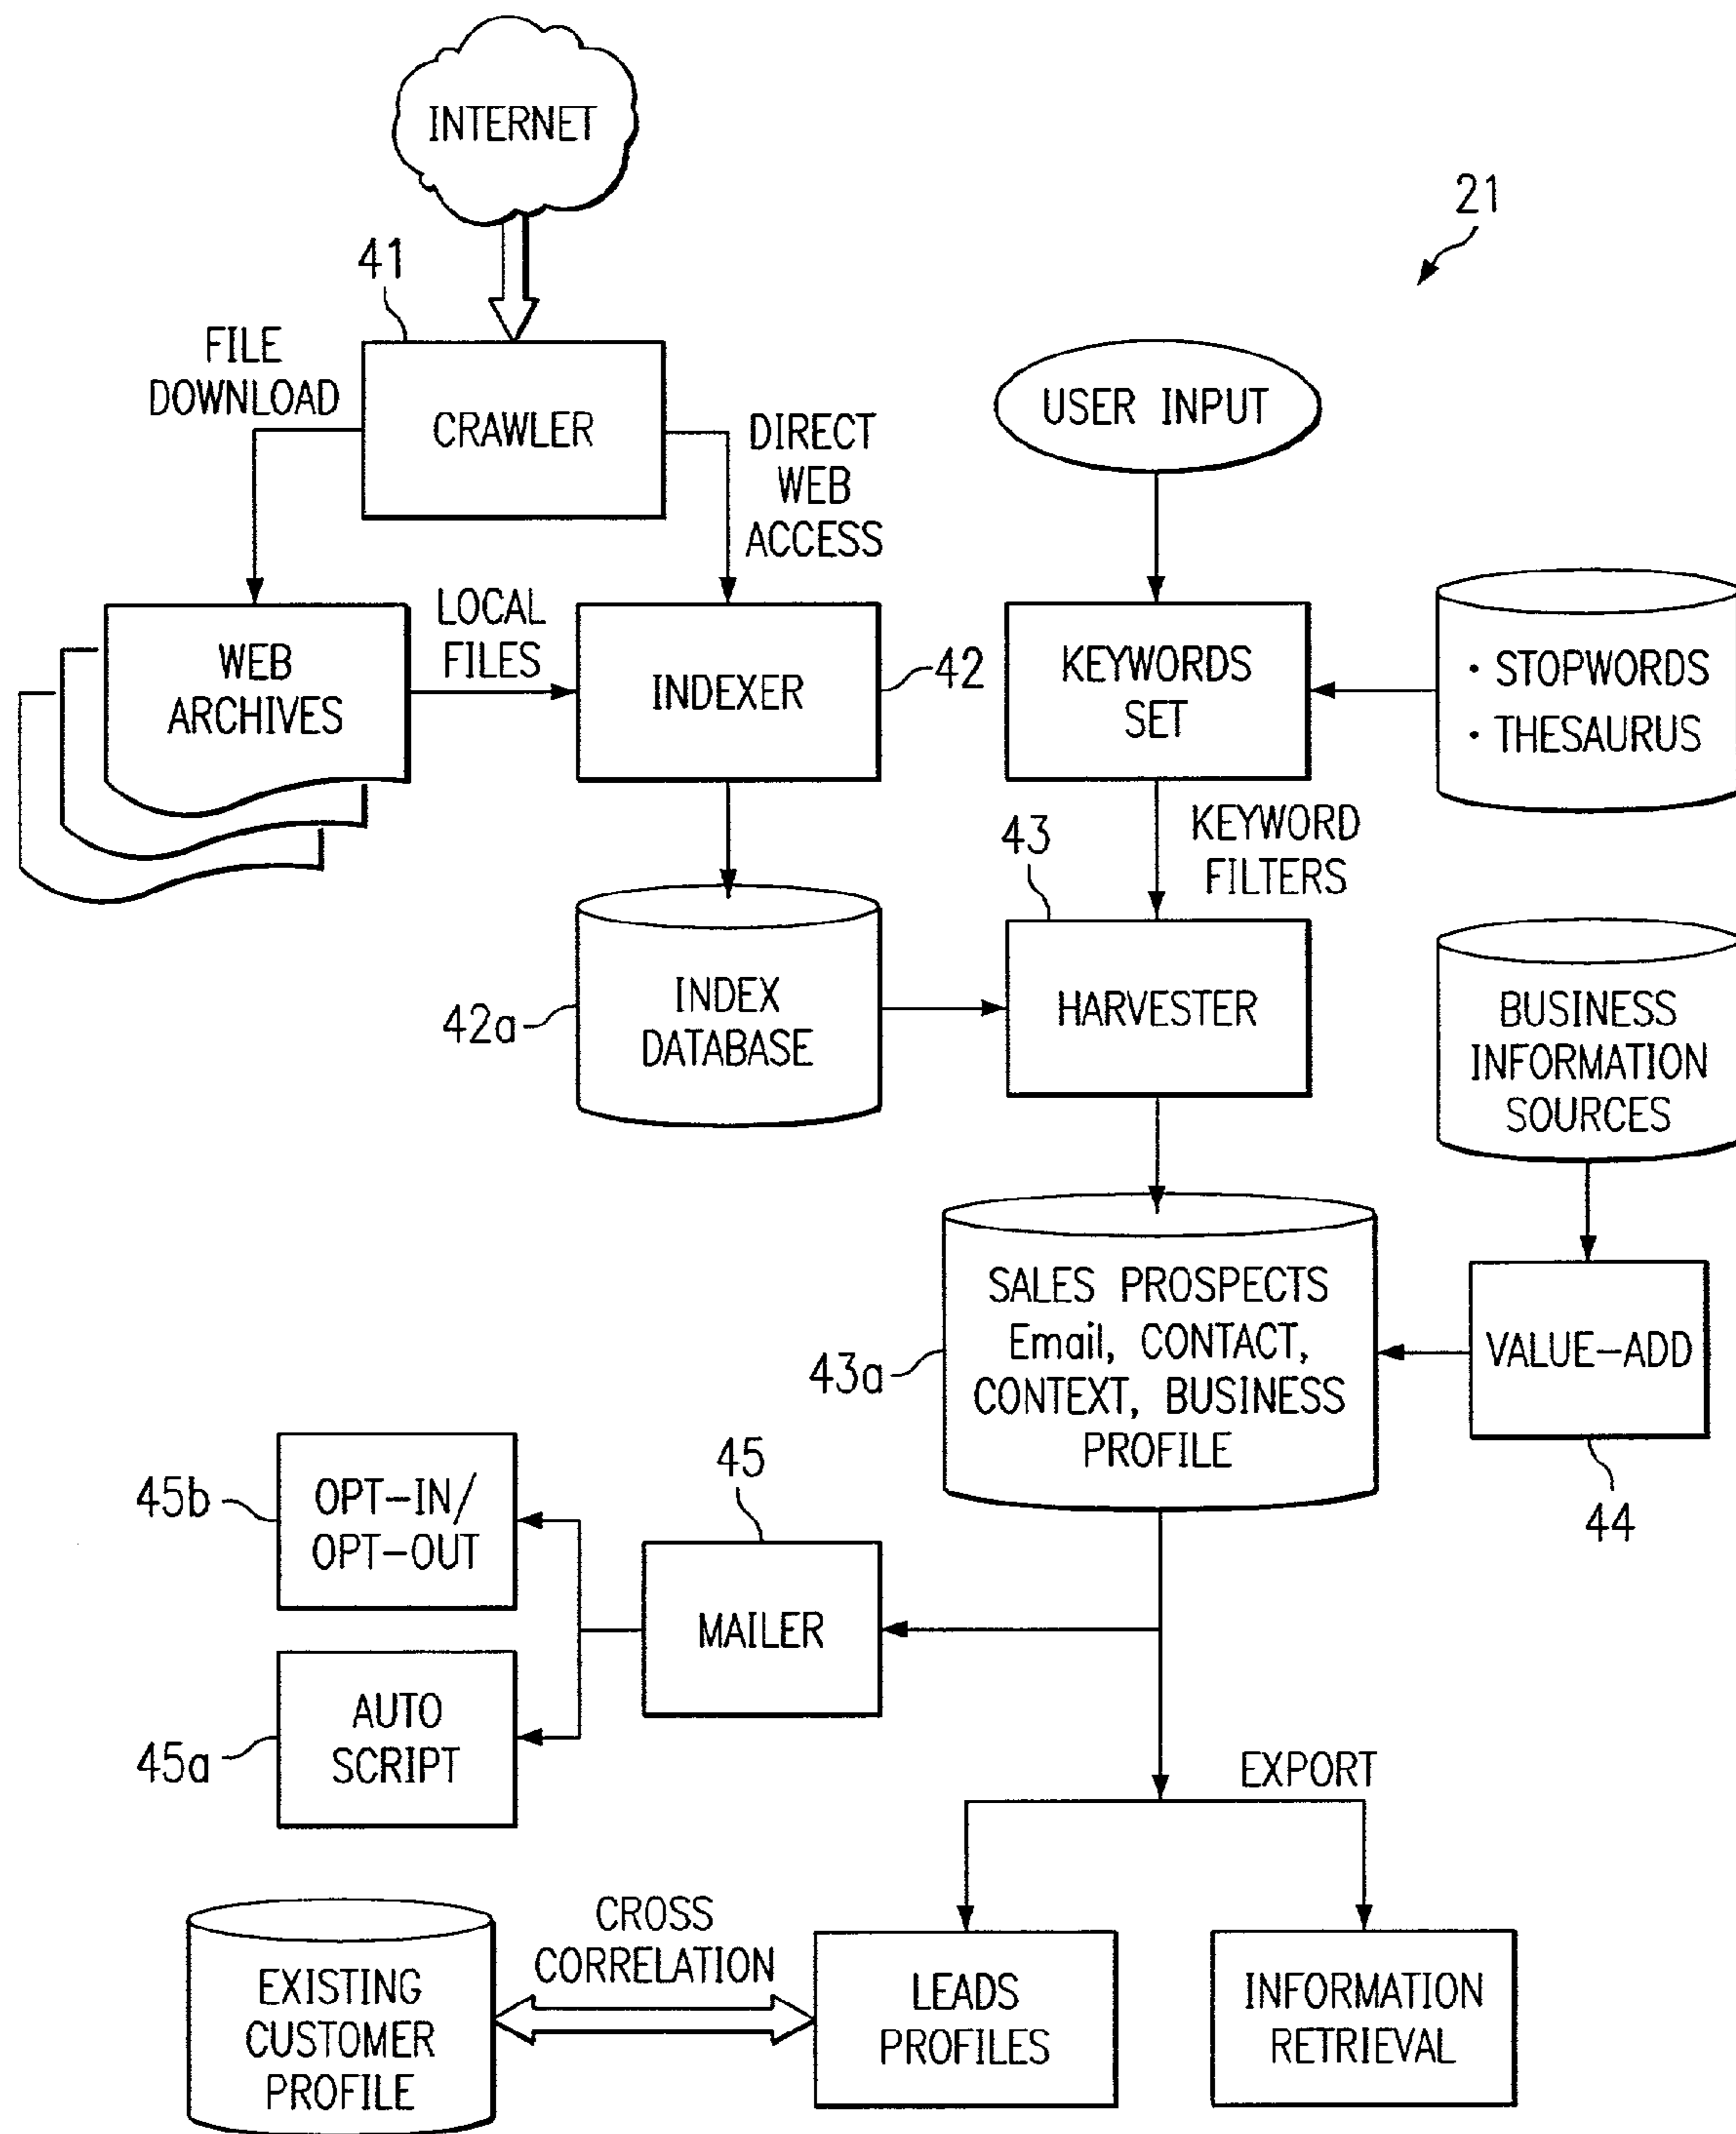 INTERNET
21
41
FILE
DOWNLOAD
CRAWLER
DIRECT
WEB
ACCESS
USER INPUT
WEB
ARCHIVES
LOCAL
FILES
INDEXER
42
KEYWORDS
SET
· STOPWORDS
· THESAURUS
KEYWORD
FILTERS
43
INDEX
DATABASE
42a
HARVESTER
BUSINESS
INFORMATION
SOURCES
SALES PROSPECTS
Email, CONTACT,
CONTEXT, BUSINESS
PROFILE
43a
VALUE-ADD
44
45b
OPT-IN/
OPT-OUT
45
MAILER
45a
AUTO
SCRIPT
EXPORT
EXISTING
CUSTOMER
PROFILE
CROSS
CORRELATION
LEADS
PROFILES
INFORMATION
RETRIEVAL